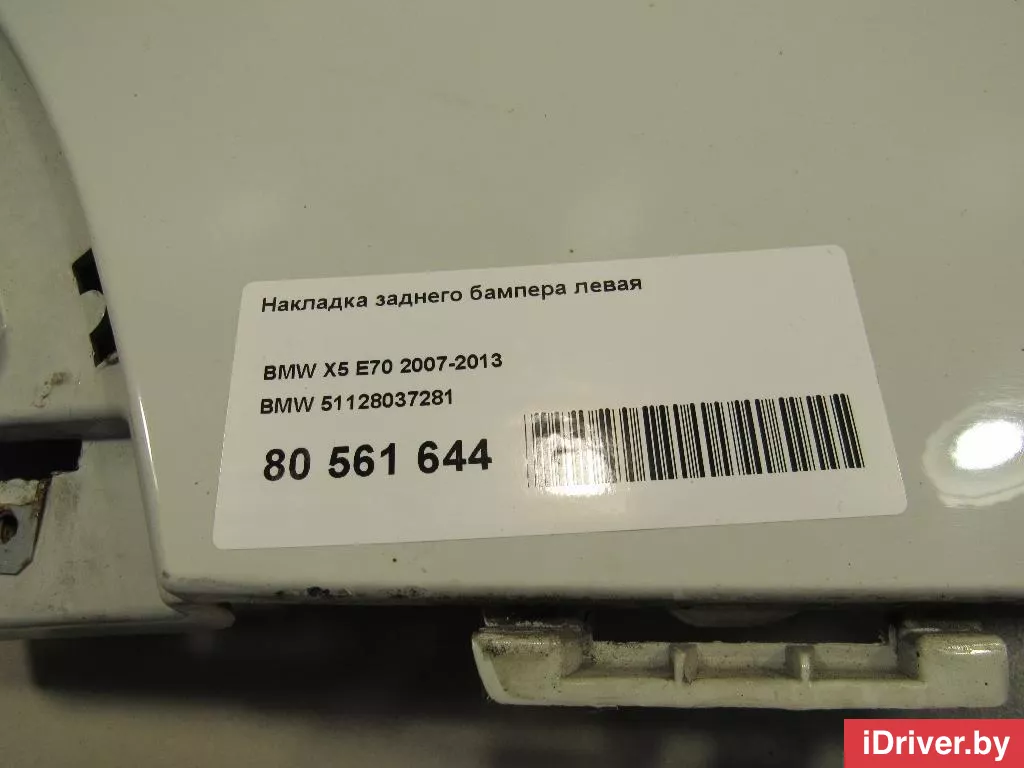 Накладка заднего бампера левая
BMW X5 E70 2007-2013
BMW 51128037281
80 561 644
iDriver.by